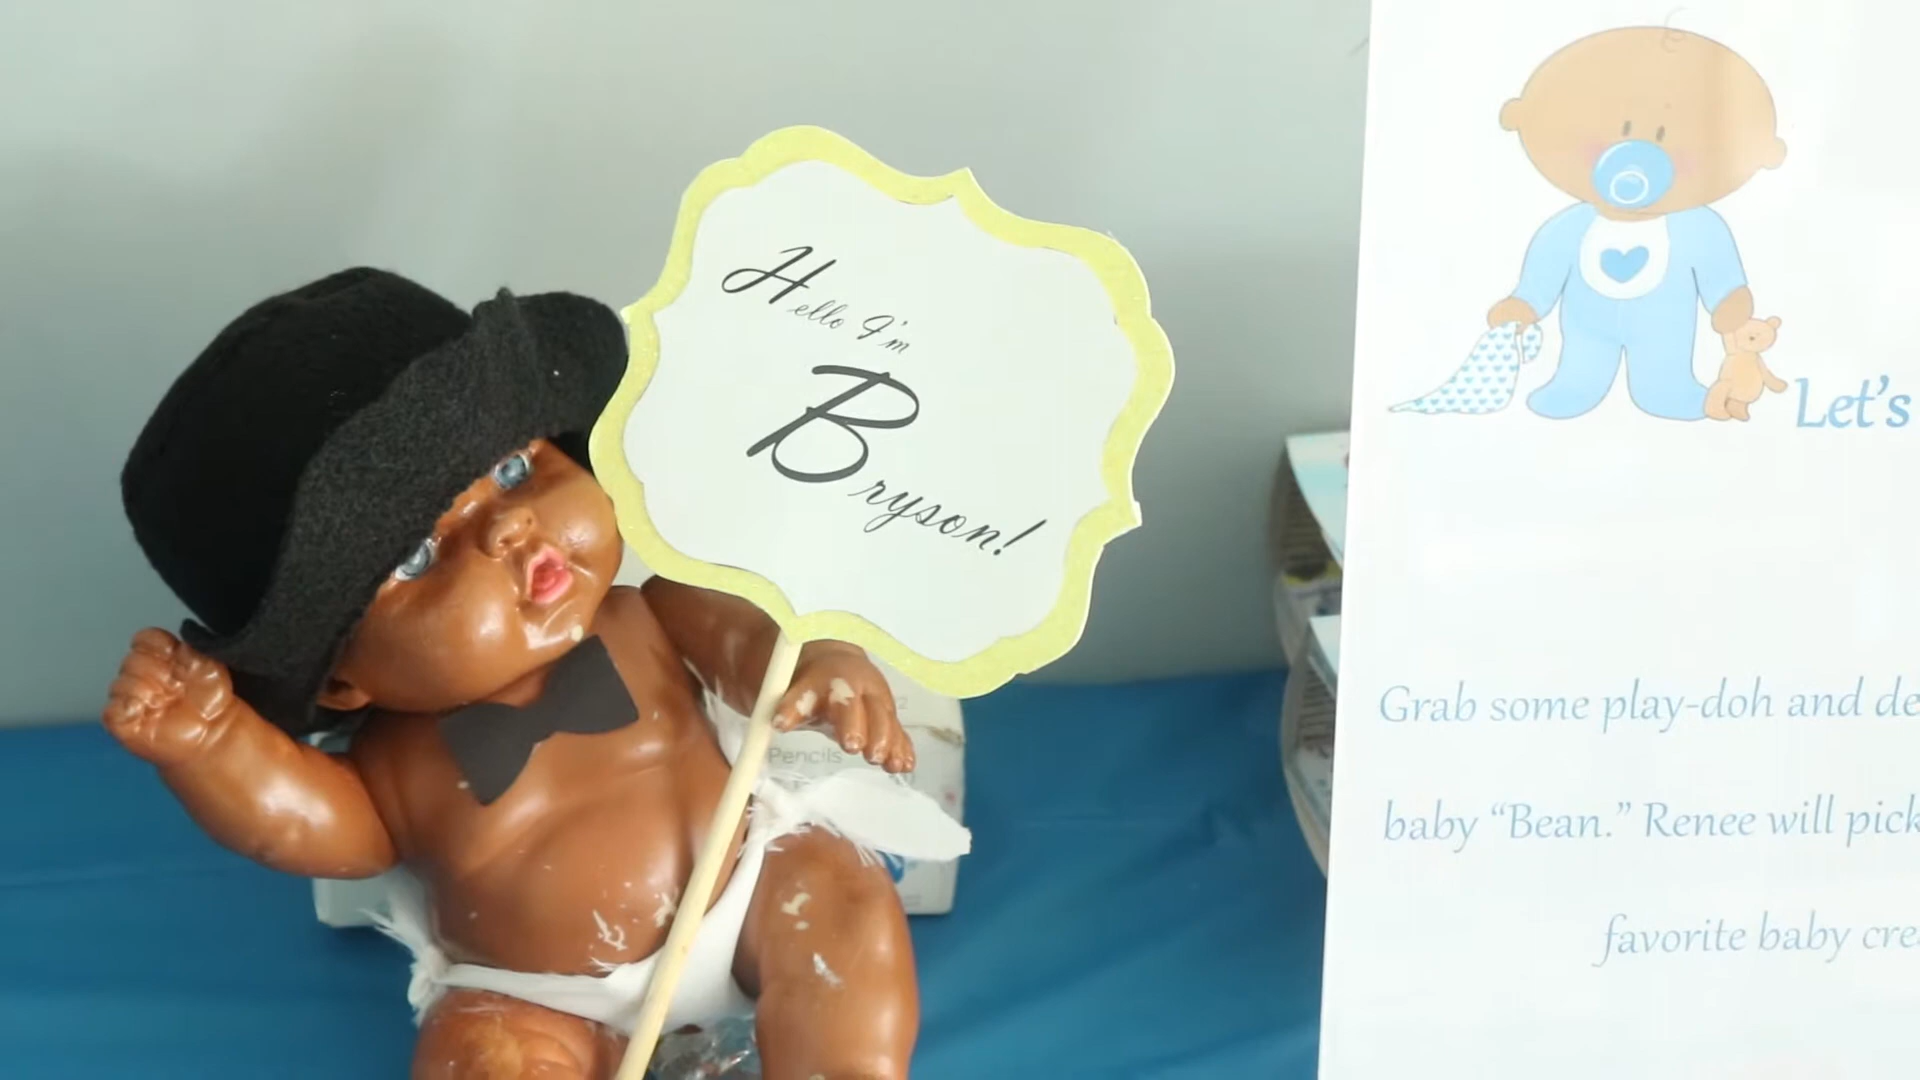 Hello I'm
Bryson!
Pencils
Let's
Grab some play-doh and de
baby “Bean.” Renee will pick
favorite baby cre